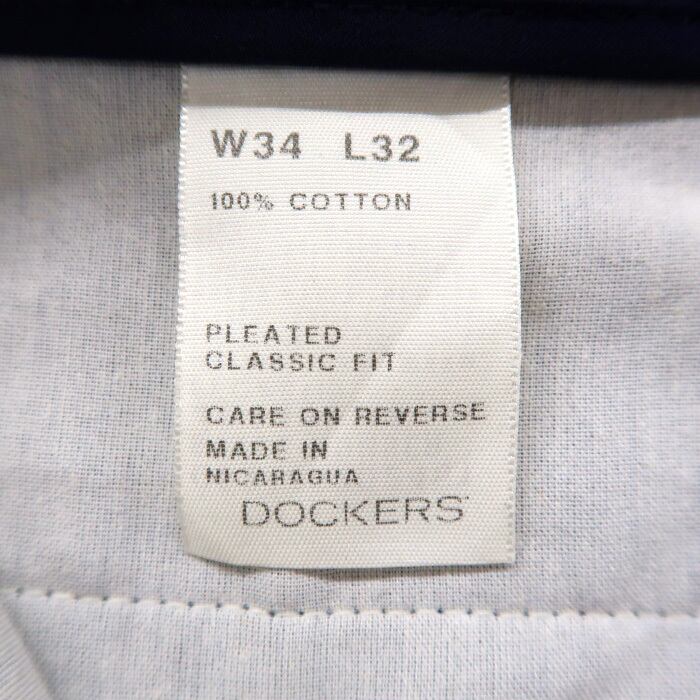 W34 L32
100% COTTON
PLEATED
CLASSIC FIT
CARE ON REVERSE
MADE IN
NICARAGUA
DOCKERS